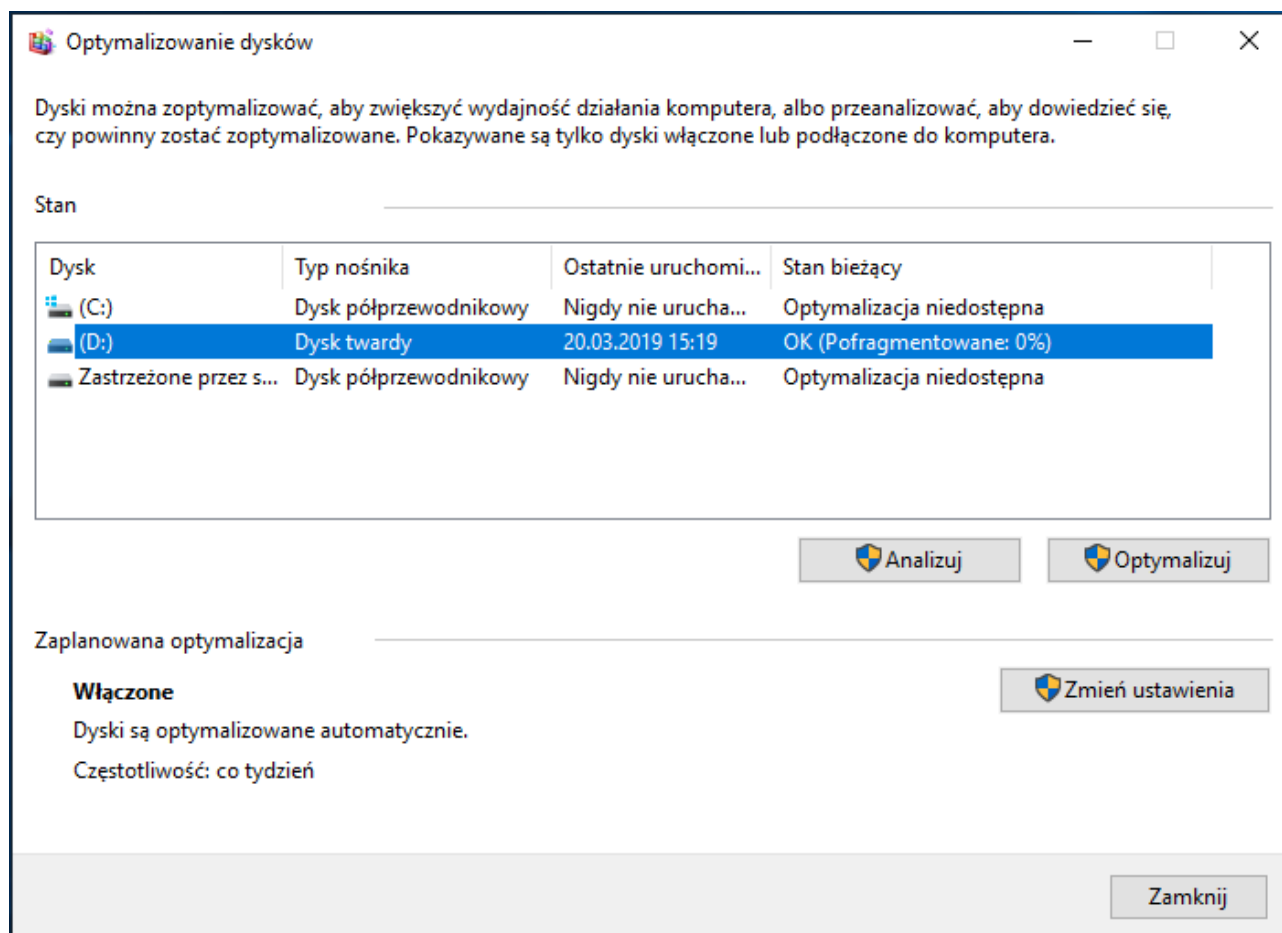 Optymalizowanie dysków
Dyski można zoptymalizować, aby zwiększyć wydajność działania komputera, albo przeanalizować, aby dowiedzieć się,
czy powinny zostać zoptymalizowane. Pokazywane są tylko dyski włączone lub podłączone do komputera.
Stan
Dysk Typ nośnika Ostatnie uruchomi... Stan bieżący
(C:) Dysk półprzewodnikowy Nigdy nie urucha... Optymalizacja niedostępna
(D:) Dysk twardy 20.03.2019 15:19 OK (Pofragmentowane: 0%)
Zastrzeżone przez s... Dysk półprzewodnikowy Nigdy nie urucha... Optymalizacja niedostępna
Analizuj Optymalizuj
Zaplanowana optymalizacja
Włączone Zmień ustawienia
Dyski są optymalizowane automatycznie.
Częstotliwość: co tydzień
Zamknij